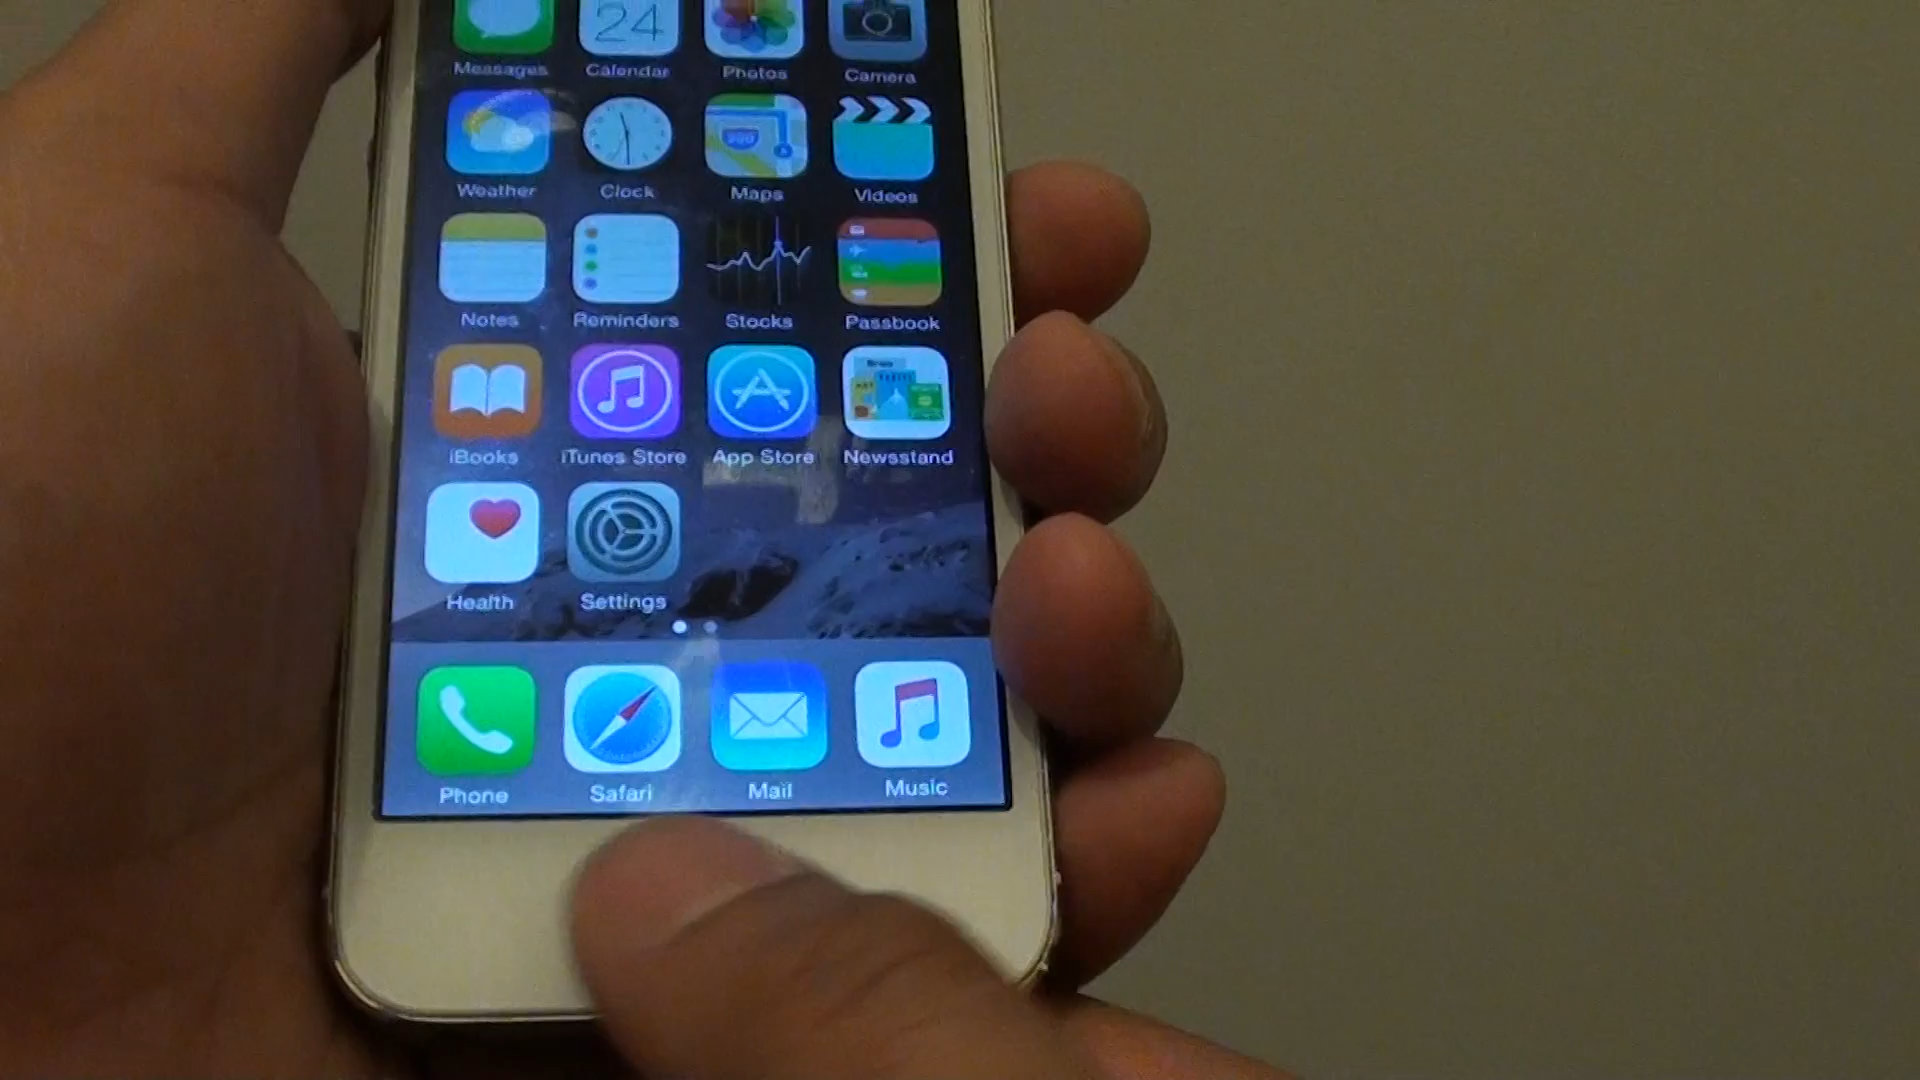 24
Messages Calendar Photos Camera
280
Weather Clock Maps Videos
Notes Reminders Stocks Passbook
iBooks iTunes Store App Store Newsstand
Health Settings
Phone Safari Mail Music